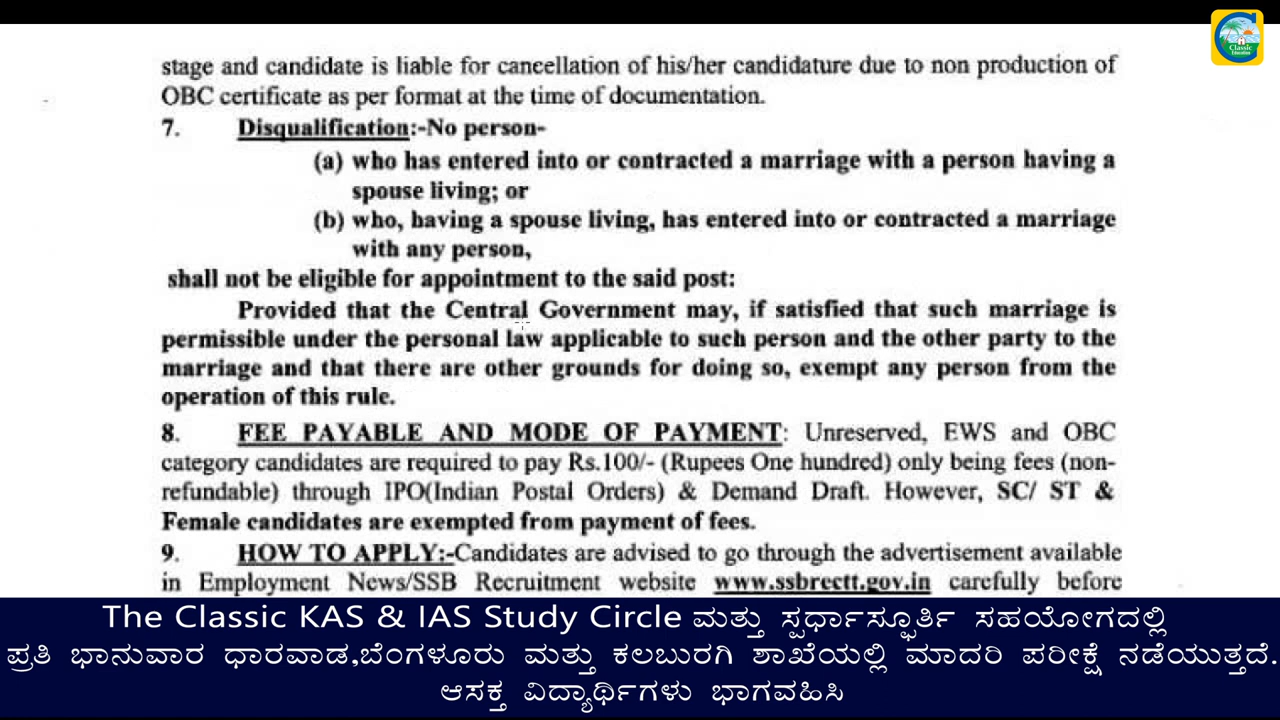 Classic
Education
stage and candidate is liable for cancellation of his/her candidature due to non production of
OBC certificate as per format at the time of documentation.
7. Disqualification:-No person-
(a) who has entered into or contracted a marriage with a person having a
spouse living; or
(b) who, having a spouse living, has entered into or contracted a marriage
with any person,
shall not be eligible for appointment to the said post:
Provided that the Central Government may, if satisfied that such marriage is
permissible under the personal law applicable to such person and the other party to the
marriage and that there are other grounds for doing so, exempt any person from the
operation of this rule.
8. FEE PAYABLE AND MODE OF PAYMENT: Unreserved, EWS and OBC
category candidates are required to pay Rs.100/- (Rupees One hundred) only being fees (non-
refundable) through IPO(Indian Postal Orders) & Demand Draft. However, SC/ ST &
Female candidates are exempted from payment of fees.
9. HOW TO APPLY:-Candidates are advised to go through the advertisement available
in Employment News/SSB Recruitment website www.ssbrectt.gov.in carefully before
The Classic KAS & IAS Study Circle ಮತ್ತು ಸ್ಪರ್ಧಾಸ್ಫೂರ್ತಿ ಸಹಯೋಗದಲ್ಲಿ
ಪ್ರತಿ ಭಾನುವಾರ ಧಾರವಾಡ,ಬೆಂಗಳೂರು ಮತ್ತು ಕಲಬುರಗಿ ಶಾಖೆಯಲ್ಲಿ ಮಾದರಿ ಪರೀಕ್ಷೆ ನಡೆಯುತ್ತದೆ.
ಆಸಕ್ತ ವಿದ್ಯಾರ್ಥಿಗಳು ಭಾಗವಹಿಸಿ